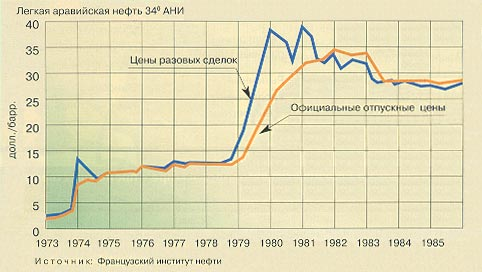 Легкая аравийская нефть 34⁰ АНИ
40
35
30
25
20
15
10
5
0
долл./барр.
Цены разовых сделок
Официальные отпускные цены
1973 1974 1975 1976 1977 1978 1979 1980 1981 1982 1983 1984 1985
Источник: Французский институт нефти